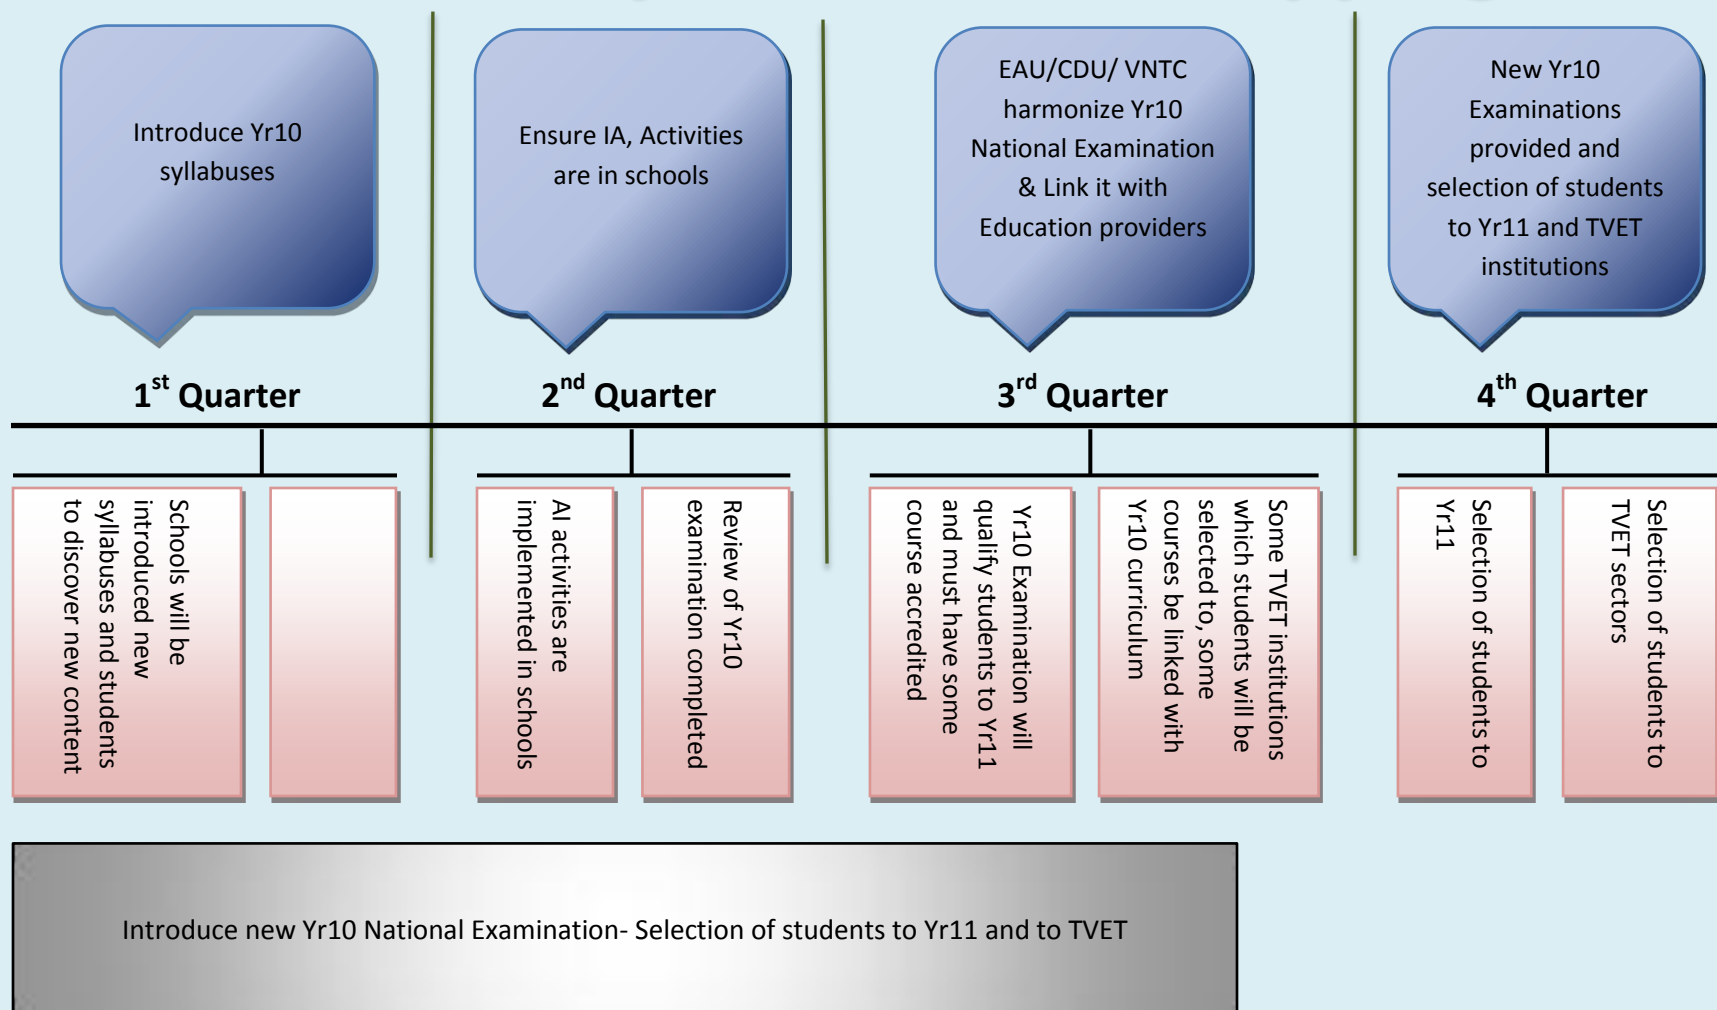 Introduce Yr10
syllabuses
Ensure IA, Activities
are in schools
EAU/CDU/ VNTC
harmonize Yr10
National Examination
& Link it with
Education providers
New Yr10
Examinations
provided and
selection of students
to Yr11 and TVET
institutions
1st Quarter
2nd Quarter
3rd Quarter
4th Quarter
Schools will be
introduced new
syllabuses and students
to discover new content
AI activities are
implemented in schools
Review of Yr10
examination completed
Yr10 Examination will
qualify students to Yr11
and must have some
course accredited
Some TVET institutions
which students will be
selected to, some
courses be linked with
Yr10 curriculum
Selection of students to
Yr11
Selection of students to
TVET sectors
Introduce new Yr10 National Examination- Selection of students to Yr11 and to TVET